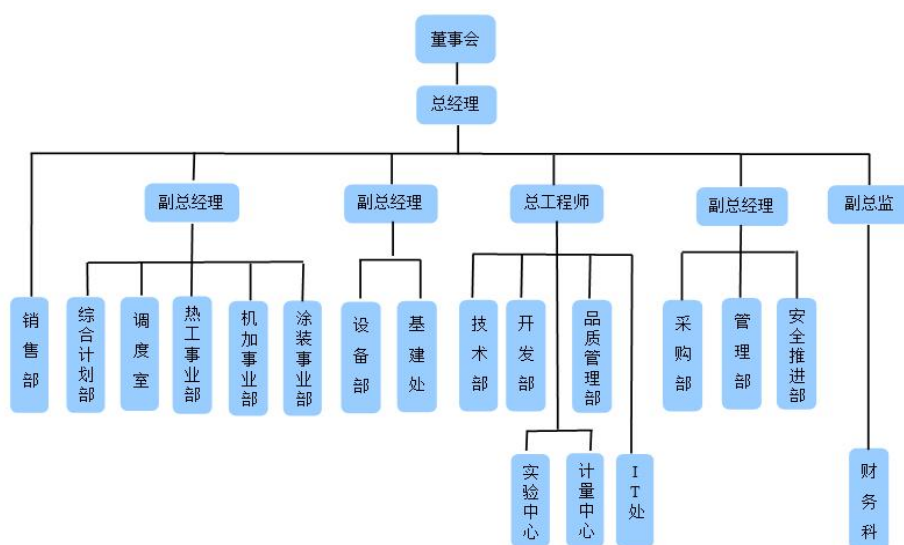 董事会
总经理
副总经理
副总经理
总工程师
副总经理
副总监
销售部
综合计划部
调度室
热工事业部
机加事业部
涂装事业部
设备部
基建处
技术部
开发部
品质管理部
采购部
管理部
安全推进部
实验中心
计量中心
IT处
财务科